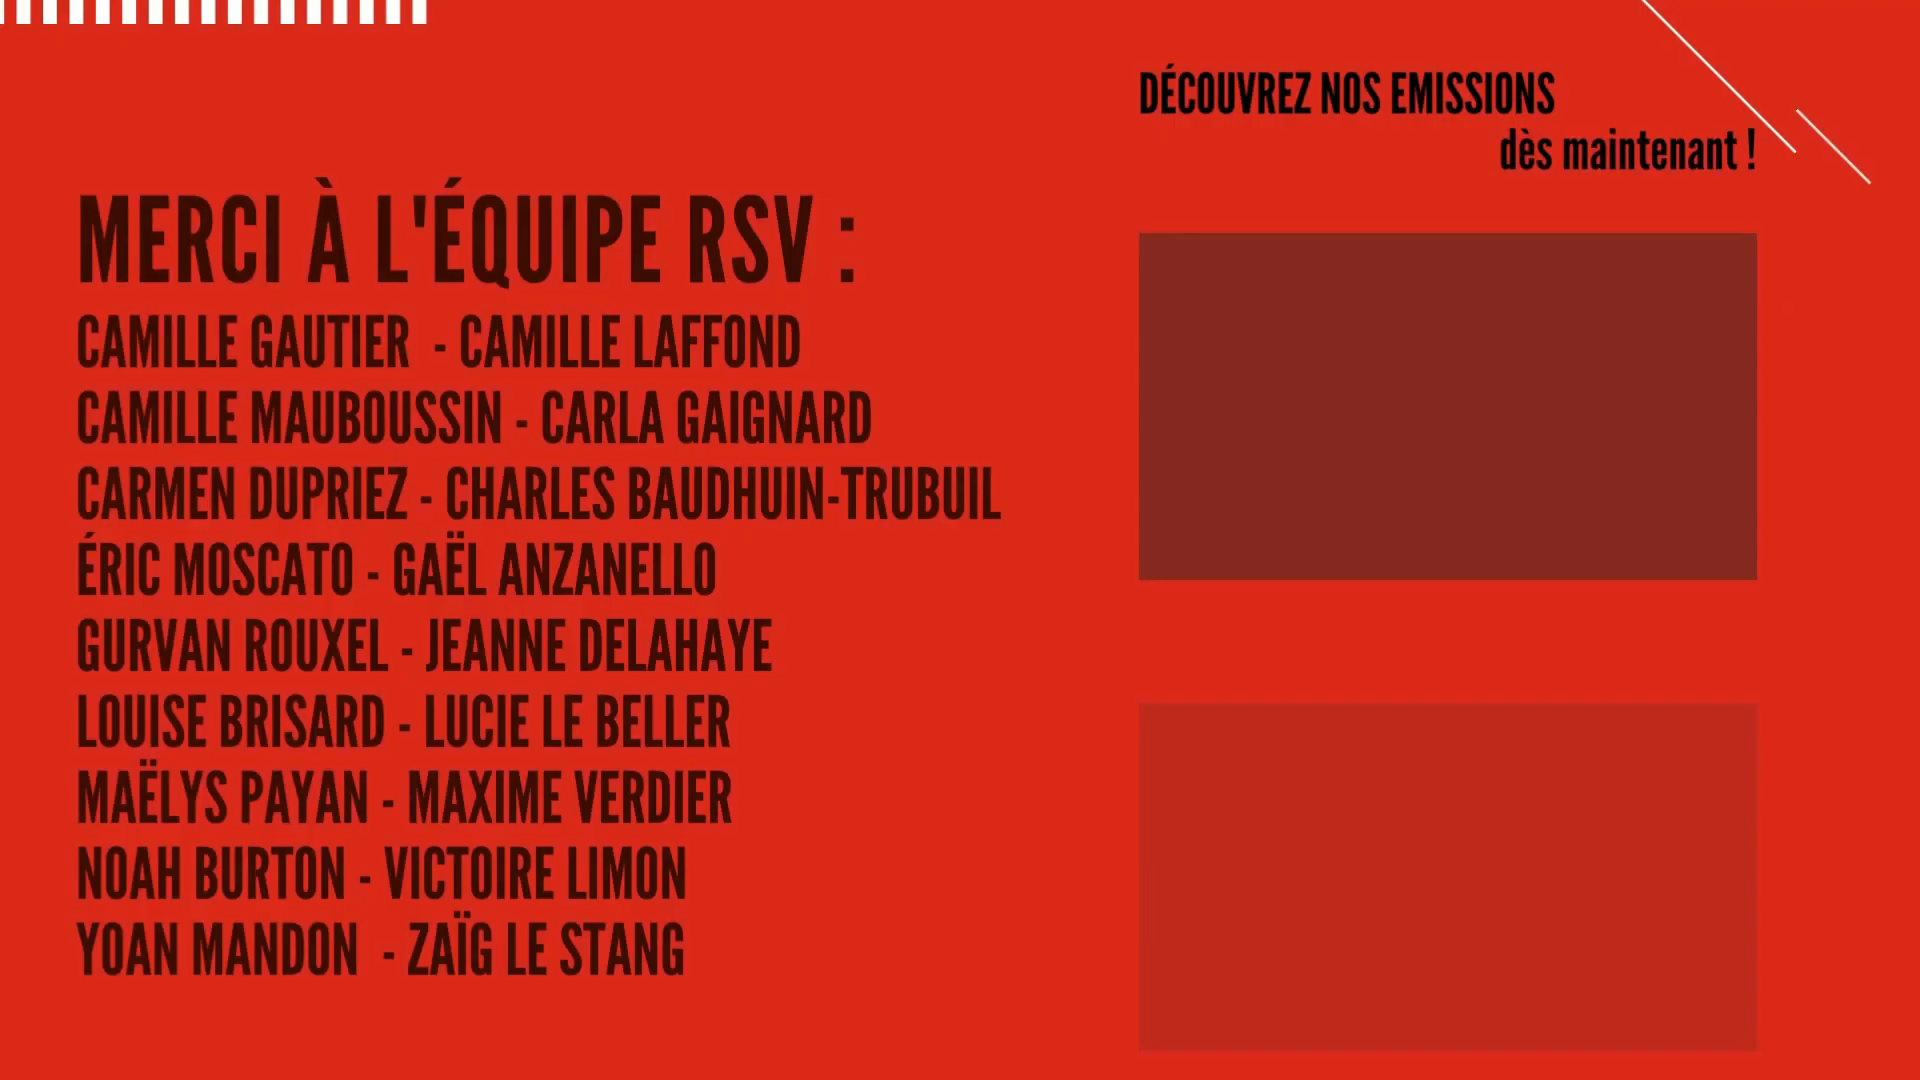 MERCI À L'ÉQUIPE RSV :
CAMILLE GAUTIER - CAMILLE LAFFOND
CAMILLE MAUBOUSSIN - CARLA GAIGNARD
CARMEN DUPRIEZ - CHARLES BAUDHUIN-TRUBUIL
ÉRIC MOSCATO - GAËL ANZANELLO
GURVAN ROUXEL - JEANNE DELAHAYE
LOUISE BRISARD - LUCIE LE BELLER
MAËLYS PAYAN - MAXIME VERDIER
NOAH BURTON - VICTOIRE LIMON
YOAN MANDON - ZAÏG LE STANG
DÉCOUVREZ NOS EMISSIONS
dès maintenant !